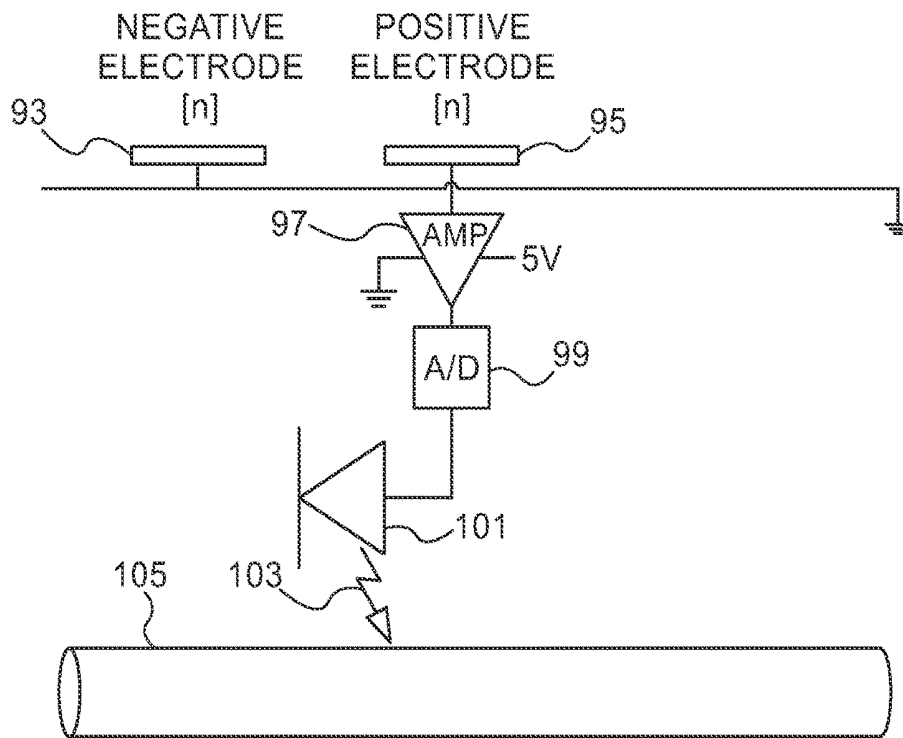 NEGATIVE
ELECTRODE
[n]
POSITIVE
ELECTRODE
[n]
93
95
97
AMP
5V
A/D
99
101
103
105